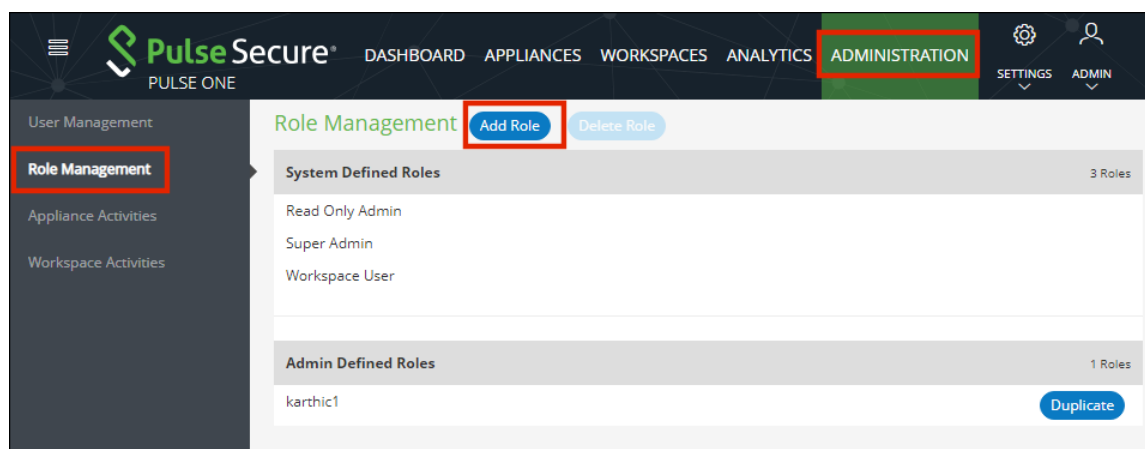 Pulse Secure®
PULSE ONE
DASHBOARD APPLIANCES WORKSPACES ANALYTICS ADMINISTRATION
SETTINGS ADMIN
User Management
Role Management
Appliance Activities
Workspace Activities
Role Management Add Role Delete Role
System Defined Roles 3 Roles
Read Only Admin
Super Admin
Workspace User
Admin Defined Roles 1 Roles
karthic1 Duplicate